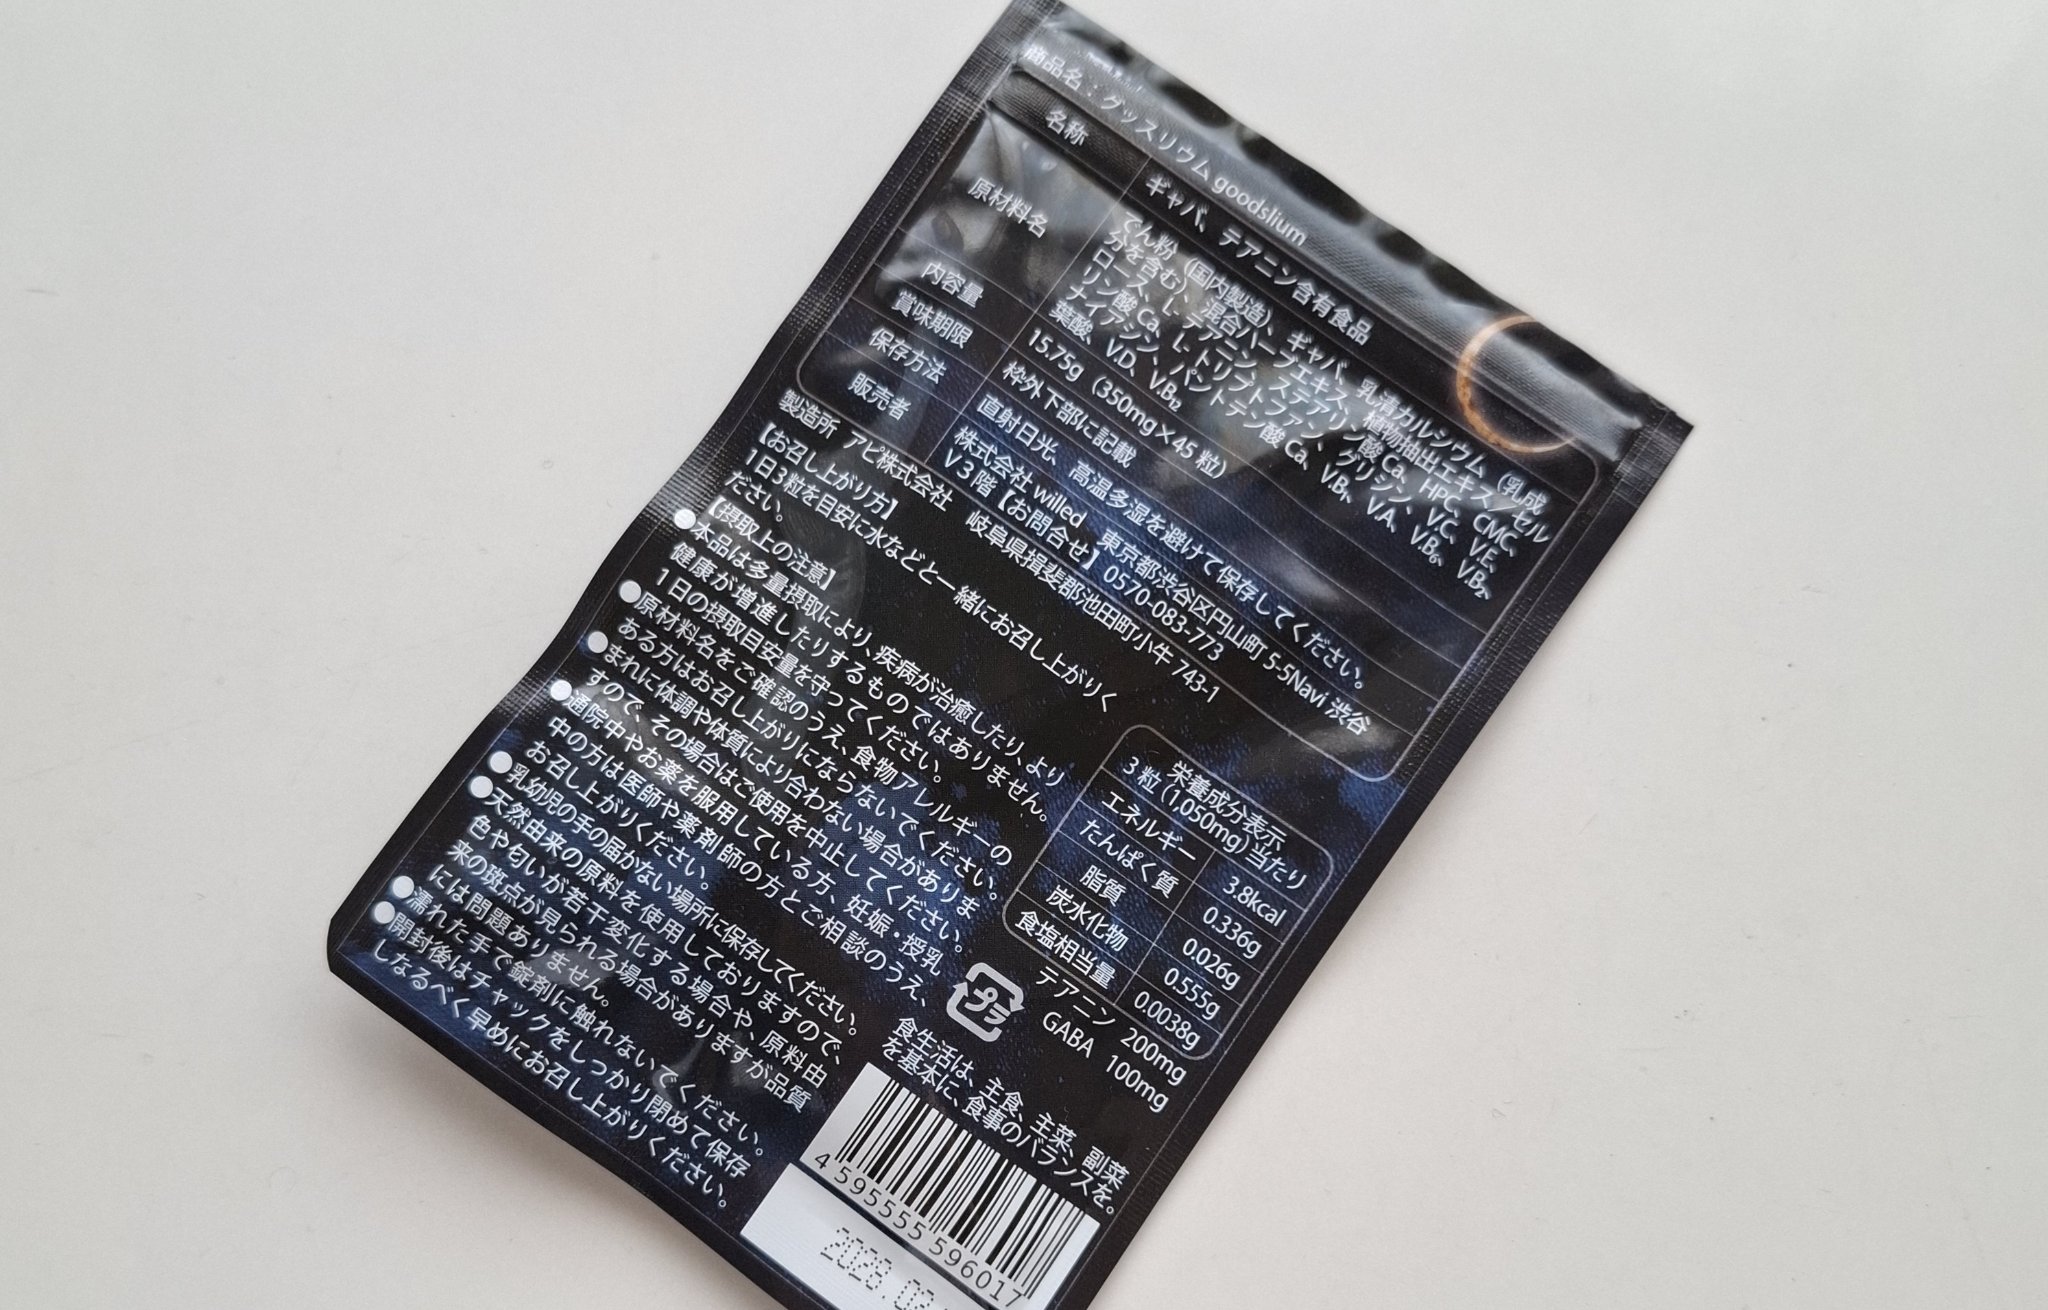 商品名：グッスリウム goodslium
名称 ギャバ、テアニン含有食品
原材料名 でん粉（国内製造）、ギャバ、乳清カルシウム（乳成
分を含む）、混合ハーブエキス、植物抽出エキス／セル
ロース、L-テアニン、ステアリン酸Ca、HPC、CMC、
リン酸Ca、L-トリプトファン、グリシン、V.C、V.E、
ナイアシン、パントテン酸Ca、V.B₁、V.A、V.B₆、V.B₂、
葉酸、V.D、V.B₁₂
内容量 15.75g（350mg×45粒）
賞味期限 枠外下部に記載
保存方法 直射日光、高温多湿を避けて保存してください。
販売者 株式会社 willed 東京都渋谷区円山町 5-5Navi 渋谷
V 3階【お問合せ】0570-083-773
製造所 アピ株式会社 岐阜県揖斐郡池田町小牛 743-1
【お召し上がり方】
1日3粒を目安に水などと一緒にお召し上がりく
ださい。
【摂取上の注意】
●本品は多量摂取により、疾病が治癒したり、より
健康が増進したりするものではありません。
1日の摂取目安量を守ってください。
●原材料名をご確認のうえ、食物アレルギーの
ある方はお召し上がりにならないでください。
●まれに体調や体質により合わない場合がありま
すので、その場合はご使用を中止してください。
●通院中やお薬を服用している方、妊娠・授乳
中の方は医師や薬剤師の方とご相談のうえ、
お召し上がりください。
●乳幼児の手の届かない場所に保存してください。
●天然由来の原料を使用しておりますので、
色や匂いが若干変化する場合や、原料由
来の斑点が見られる場合がありますが品質
には問題ありません。
●濡れた手で錠剤に触れないでください。
●開封後はチャックをしっかり閉めて保存
しなるべく早めにお召し上がりください。
栄養成分表示
3粒（1,050mg）当たり
エネルギー 3.8kcal
たんぱく質 0.336g
脂質 0.026g
炭水化物 0.555g
食塩相当量 0.0038g
テアニン 200mg
GABA 100mg
プラ
食生活は、主食、主菜、副菜
を基本に、食事のバランスを。
4 595555 596017
2028.02